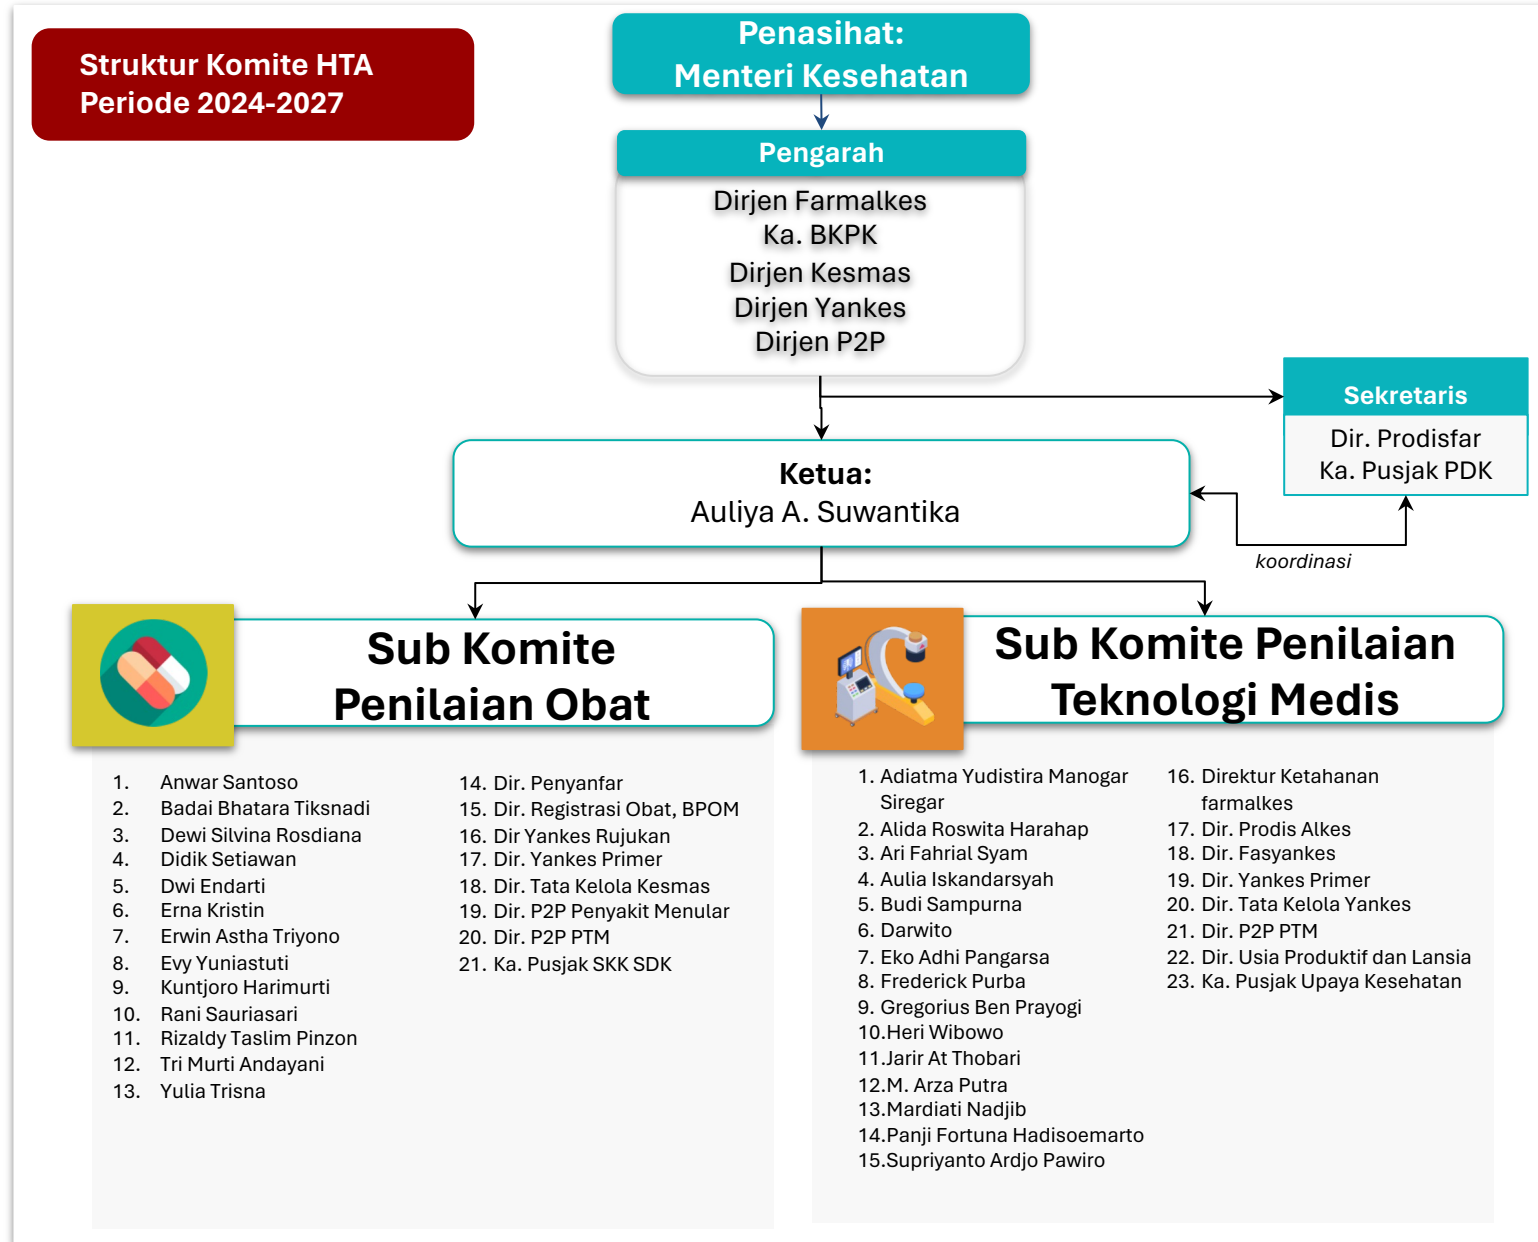 Struktur Komite HTA
Periode 2024-2027
Penasihat:
Menteri Kesehatan
Pengarah
Dirjen Farmalkes
Ka. BKPK
Dirjen Kesmas
Dirjen Yankes
Dirjen P2P
Sekretaris
Dir. Prodisfar
Ka. Pusjak PDK
Ketua:
Auliya A. Suwantika
koordinasi
Sub Komite
Penilaian Obat
1. Anwar Santoso
2. Badai Bhatara Tiksnadi
3. Dewi Silvina Rosdiana
4. Didik Setiawan
5. Dwi Endarti
6. Erna Kristin
7. Erwin Astha Triyono
8. Evy Yuniastuti
9. Kuntjoro Harimurti
10. Rani Sauriasari
11. Rizaldy Taslim Pinzon
12. Tri Murti Andayani
13. Yulia Trisna
14. Dir. Penyanfar
15. Dir. Registrasi Obat, BPOM
16. Dir Yankes Rujukan
17. Dir. Yankes Primer
18. Dir. Tata Kelola Kesmas
19. Dir. P2P Penyakit Menular
20. Dir. P2P PTM
21. Ka. Pusjak SKK SDK
Sub Komite Penilaian
Teknologi Medis
1. Adiatma Yudistira Manogar
Siregar
2. Alida Roswita Harahap
3. Ari Fahrial Syam
4. Aulia Iskandarsyah
5. Budi Sampurna
6. Darwito
7. Eko Adhi Pangarsa
8. Frederick Purba
9. Gregorius Ben Prayogi
10.Heri Wibowo
11.Jarir At Thobari
12.M. Arza Putra
13.Mardiati Nadjib
14.Panji Fortuna Hadisoemarto
15.Supriyanto Ardjo Pawiro
16. Direktur Ketahanan
farmalkes
17. Dir. Prodis Alkes
18. Dir. Fasyankes
19. Dir. Yankes Primer
20. Dir. Tata Kelola Yankes
21. Dir. P2P PTM
22. Dir. Usia Produktif dan Lansia
23. Ka. Pusjak Upaya Kesehatan